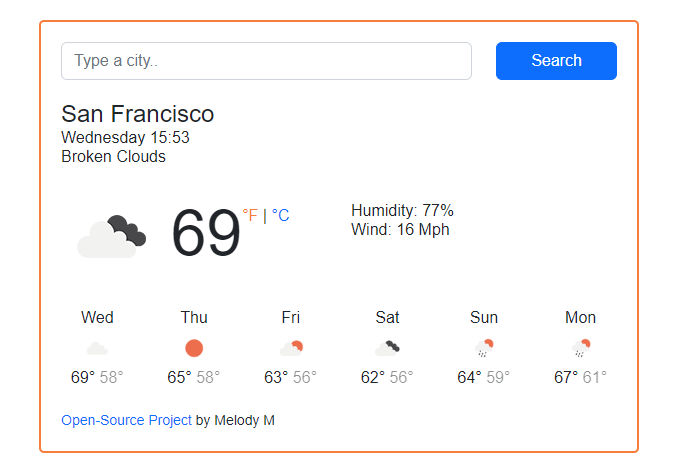 Type a city.. Search
San Francisco
Wednesday 15:53
Broken Clouds
69 °F | °C
Humidity: 77%
Wind: 16 Mph
Wed Thu Fri Sat Sun Mon
69° 58° 65° 58° 63° 56° 62° 56° 64° 59° 67° 61°
Open-Source Project by Melody M